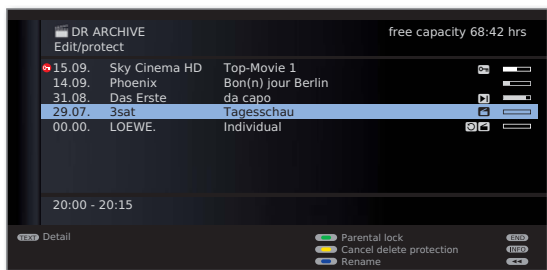 DR ARCHIVE free capacity 68:42 hrs
Edit/protect
15.09. Sky Cinema HD Top-Movie 1
14.09. Phoenix Bon(n) jour Berlin
31.08. Das Erste da capo
29.07. 3sat Tagesschau
00.00. LOEWE. Individual
20:00 - 20:15
TEXT Detail Parental lock END
Cancel delete protection INFO
Rename